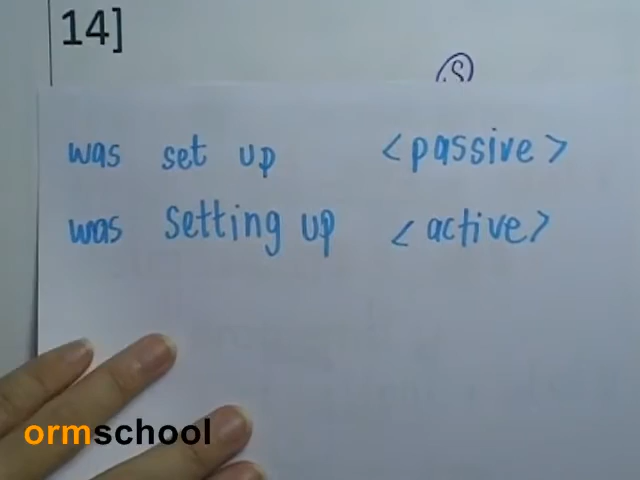 14]
S
was set up <passive>
was setting up <active>
ormschool